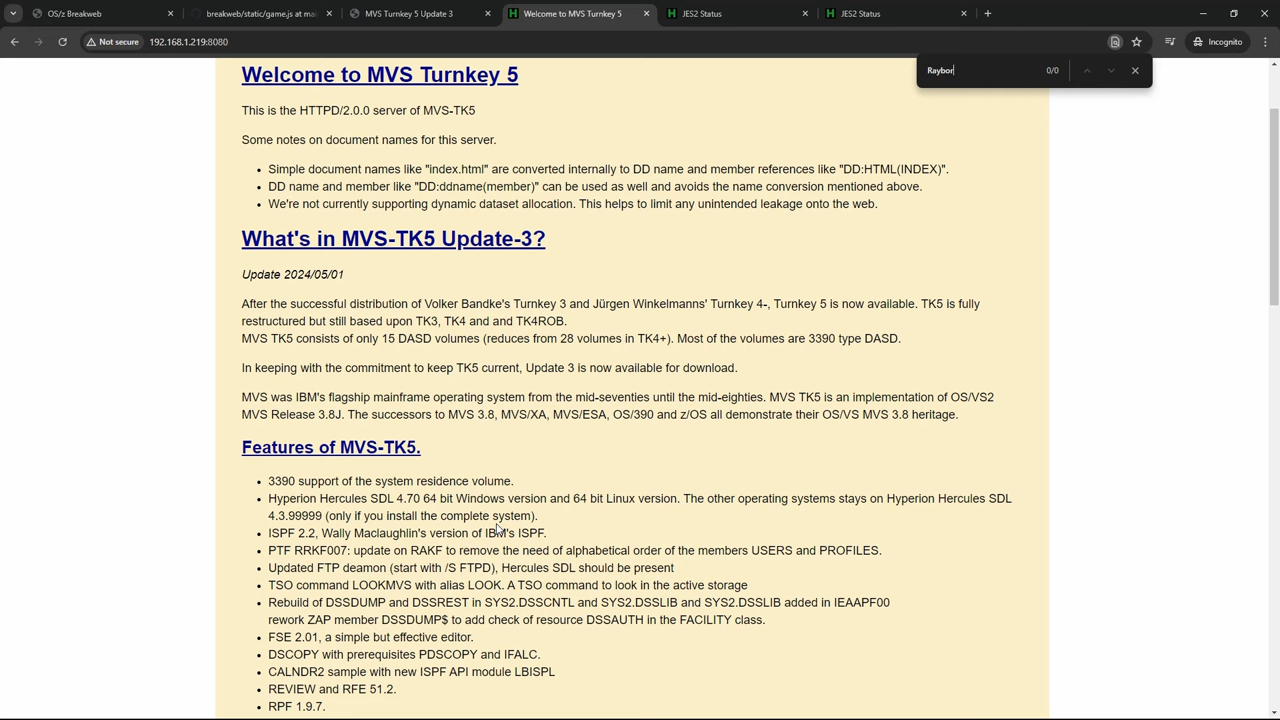 OS/z Breakweb
breakweb/static/game.js at mai
MVS Turnkey 5 Update 3
Welcome to MVS Turnkey 5
JES2 Status
JES2 Status
Not secure
192.168.1.219:8080
Incognito
Raybor
0/0
Welcome to MVS Turnkey 5
This is the HTTPD/2.0.0 server of MVS-TK5
Some notes on document names for this server.
• Simple document names like "index.html" are converted internally to DD name and member references like "DD:HTML(INDEX)".
• DD name and member like "DD:ddname(member)" can be used as well and avoids the name conversion mentioned above.
• We're not currently supporting dynamic dataset allocation. This helps to limit any unintended leakage onto the web.
What's in MVS-TK5 Update-3?
Update 2024/05/01
After the successful distribution of Volker Bandke's Turnkey 3 and Jürgen Winkelmanns' Turnkey 4-, Turnkey 5 is now available. TK5 is fully
restructured but still based upon TK3, TK4 and and TK4ROB.
MVS TK5 consists of only 15 DASD volumes (reduces from 28 volumes in TK4+). Most of the volumes are 3390 type DASD.
In keeping with the commitment to keep TK5 current, Update 3 is now available for download.
MVS was IBM's flagship mainframe operating system from the mid-seventies until the mid-eighties. MVS TK5 is an implementation of OS/VS2
MVS Release 3.8J. The successors to MVS 3.8, MVS/XA, MVS/ESA, OS/390 and z/OS all demonstrate their OS/VS MVS 3.8 heritage.
Features of MVS-TK5.
• 3390 support of the system residence volume.
• Hyperion Hercules SDL 4.70 64 bit Windows version and 64 bit Linux version. The other operating systems stays on Hyperion Hercules SDL
4.3.99999 (only if you install the complete system).
• ISPF 2.2, Wally Maclaughlin's version of IBM's ISPF.
• PTF RRKF007: update on RAKF to remove the need of alphabetical order of the members USERS and PROFILES.
• Updated FTP deamon (start with /S FTPD), Hercules SDL should be present
• TSO command LOOKMVS with alias LOOK. A TSO command to look in the active storage
• Rebuild of DSSDUMP and DSSREST in SYS2.DSSCNTL and SYS2.DSSLIB and SYS2.DSSLIB added in IEAAPF00
rework ZAP member DSSDUMP$ to add check of resource DSSAUTH in the FACILITY class.
• FSE 2.01, a simple but effective editor.
• DSCOPY with prerequisites PDSCOPY and IFALC.
• CALNDR2 sample with new ISPF API module LBISPL
• REVIEW and RFE 51.2.
• RPF 1.9.7.